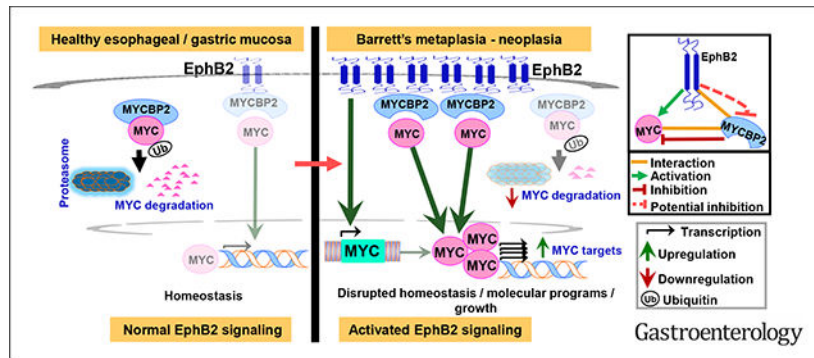 Healthy esophageal / gastric mucosa
EphB2
MYCBP2
MYC
Ub
MYCBP2
MYC
Proteasome
MYC degradation
MYC
Homeostasis
Normal EphB2 signaling
Barrett's metaplasia - neoplasia
EphB2
MYCBP2
MYCBP2
MYCBP2
MYC
MYC
MYC
Ub
MYC degradation
MYC
MYC
MYC
MYC
MYC targets
Disrupted homeostasis / molecular programs /
growth
Activated EphB2 signaling
EphB2
MYC
MYCBP2
Interaction
Activation
Inhibition
Potential inhibition
Transcription
Upregulation
Downregulation
Ub
Ubiquitin
Gastroenterology